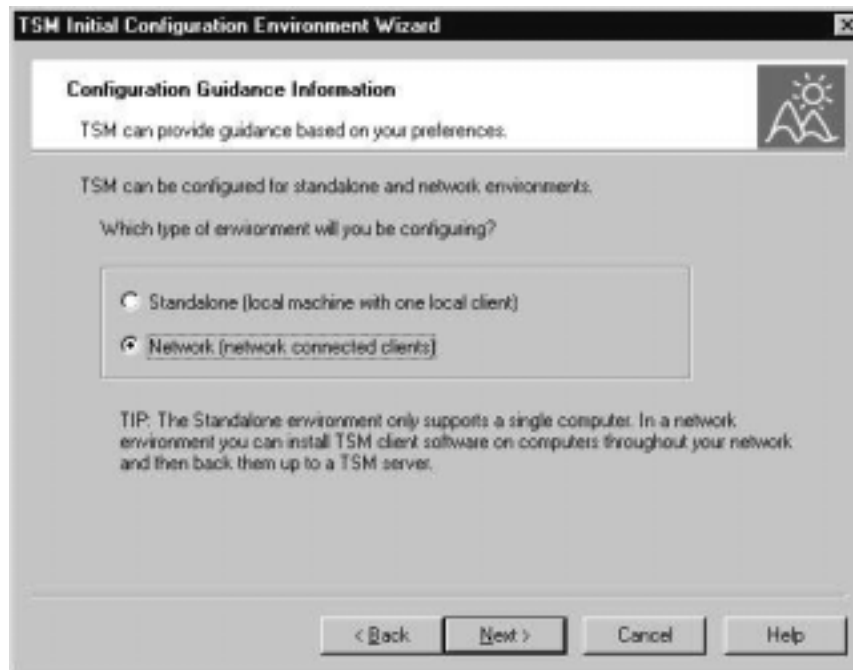 TSM Initial Configuration Environment Wizard
Configuration Guidance Information
TSM can provide guidance based on your preferences.
TSM can be configured for standalone and network environments.
Which type of environment will you be configuring?
Standalone (local machine with one local client)
Network (network connected clients)
TIP: The Standalone environment only supports a single computer. In a network
environment you can install TSM client software on computers throughout your network
and then back them up to a TSM server.
< Back
Next >
Cancel
Help